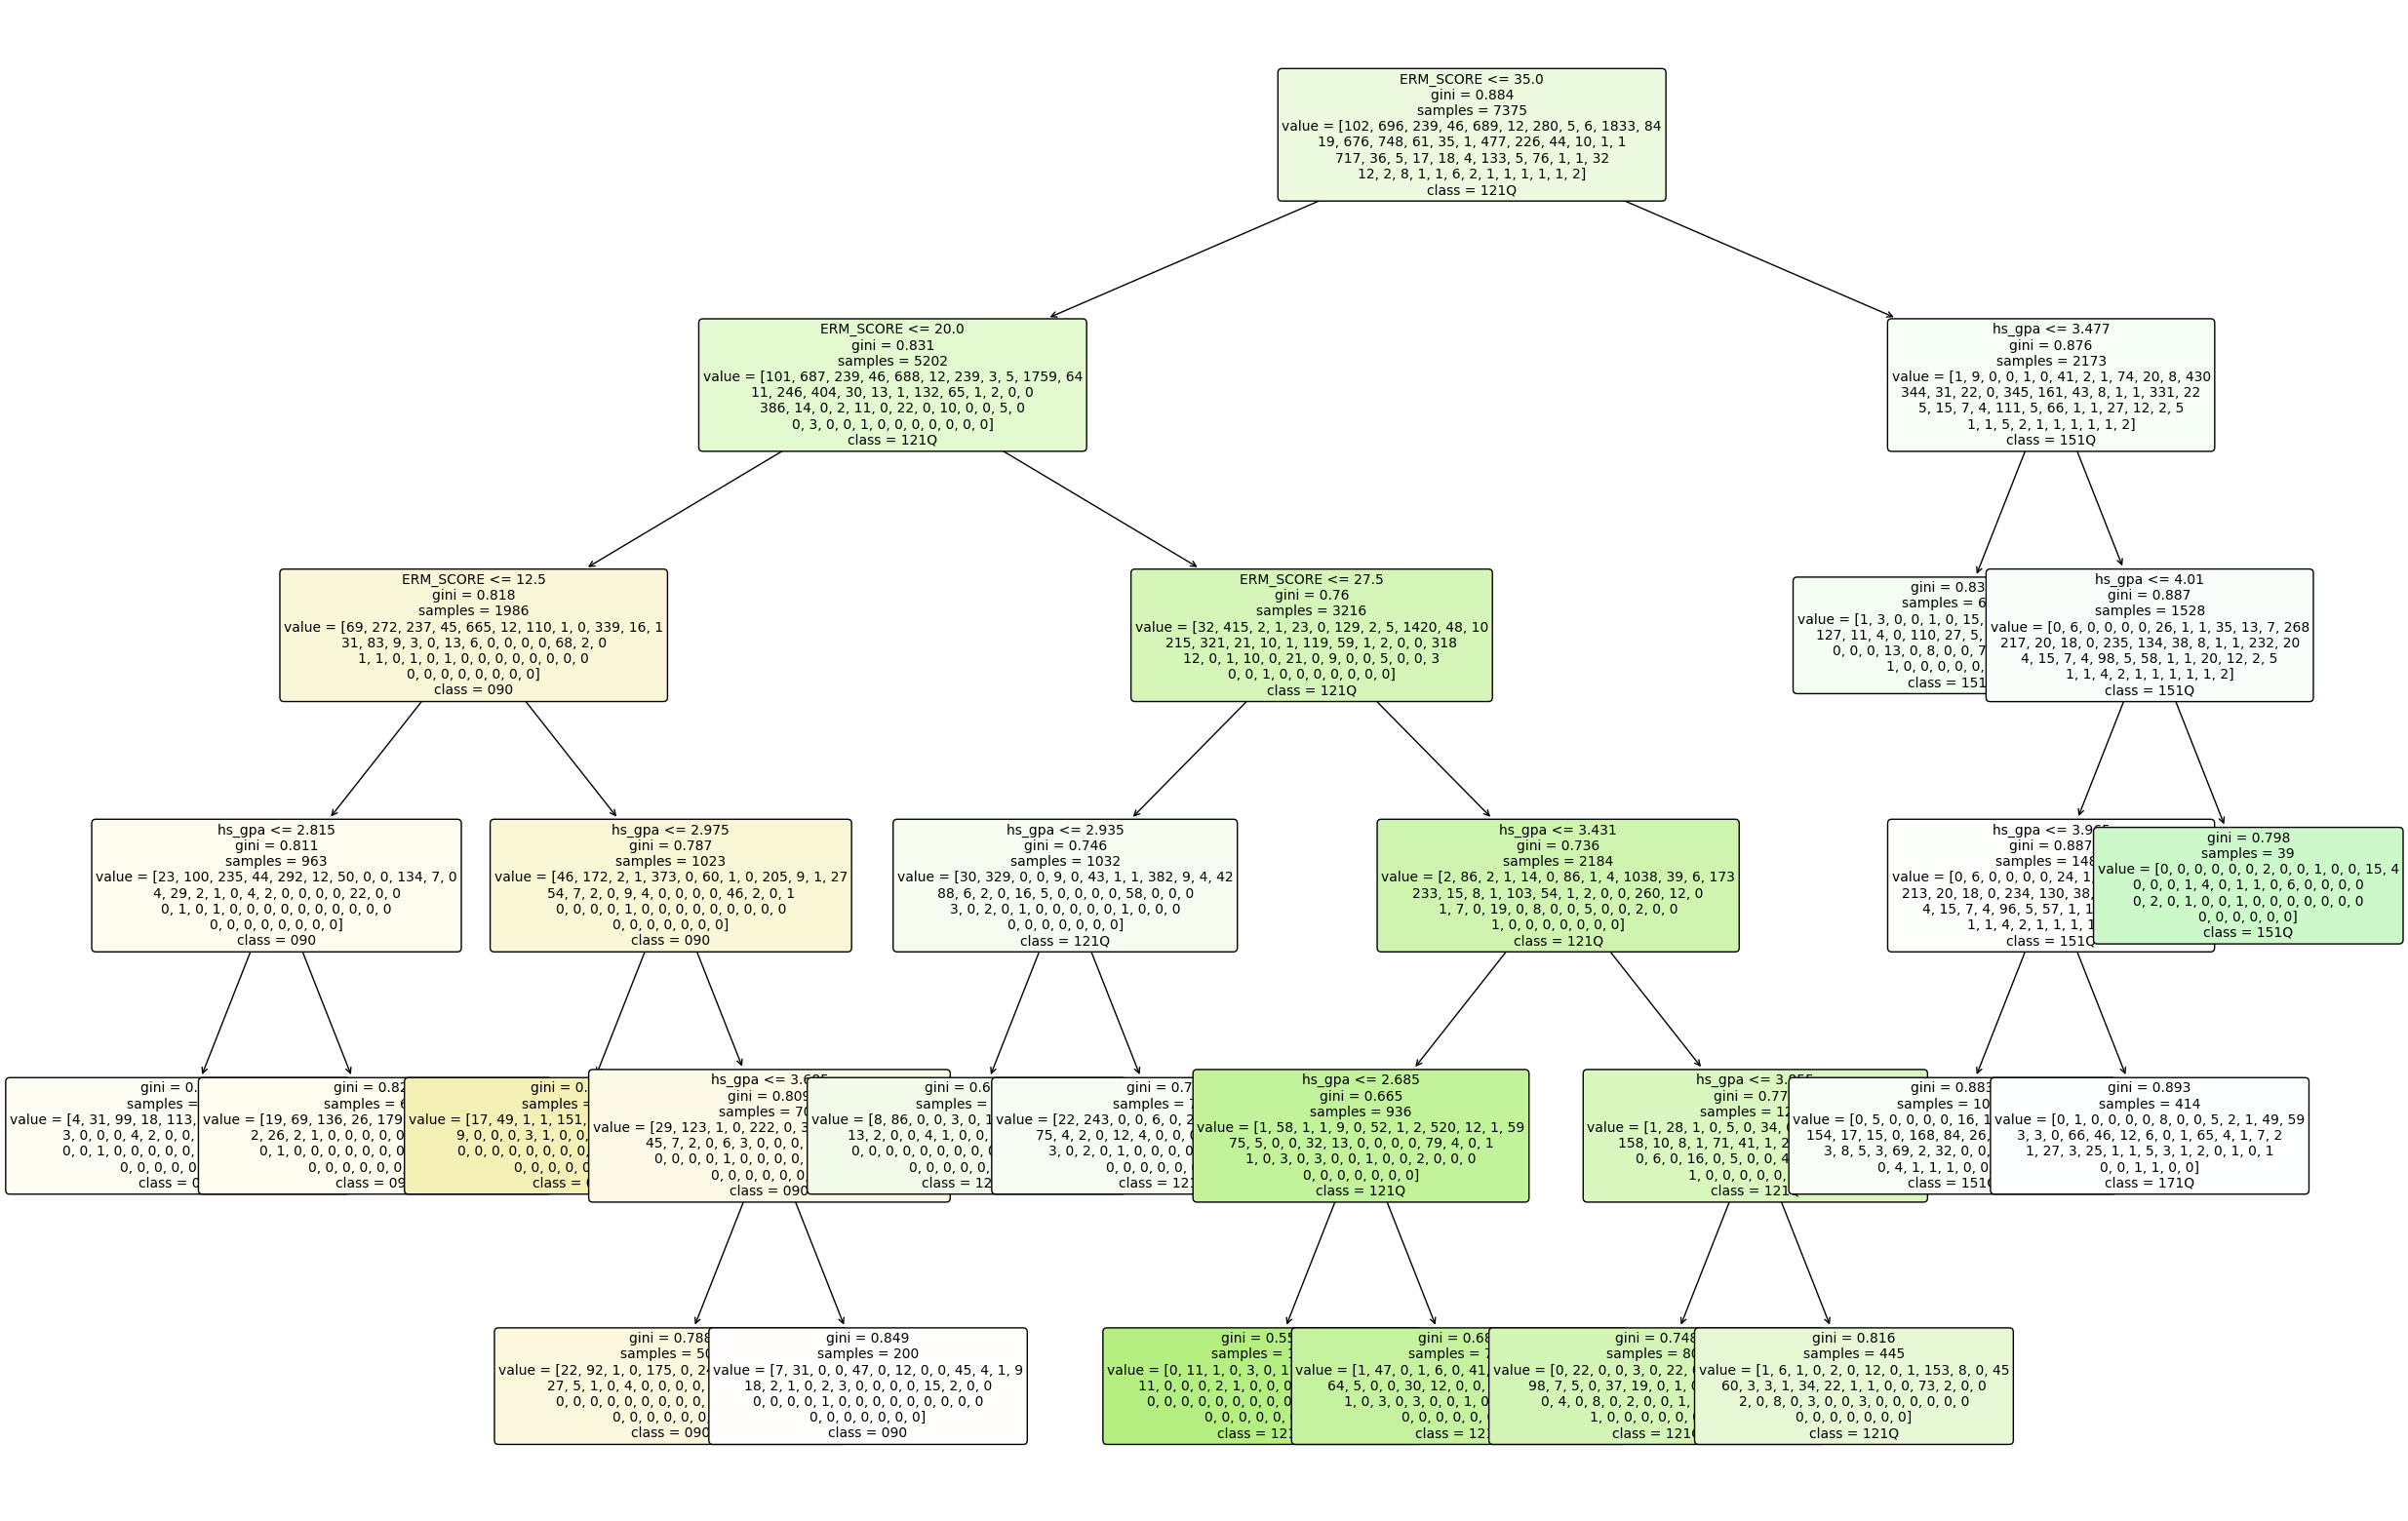 ERM_SCORE <= 35.0
gini = 0.884
samples = 7375
value = [102, 696, 239, 46, 689, 12, 280, 5, 6, 1833, 84
19, 676, 748, 61, 35, 1, 477, 226, 44, 10, 1, 1
717, 36, 5, 17, 18, 4, 133, 5, 76, 1, 1, 32
12, 2, 8, 1, 1, 6, 2, 1, 1, 1, 1, 1, 2]
class = 121Q
ERM_SCORE <= 20.0
gini = 0.831
samples = 5202
value = [101, 687, 239, 46, 688, 12, 239, 3, 5, 1759, 64
11, 246, 404, 30, 13, 1, 132, 65, 1, 2, 0, 0
386, 14, 0, 2, 11, 0, 22, 0, 10, 0, 0, 5, 0
0, 3, 0, 0, 1, 0, 0, 0, 0, 0, 0, 0]
class = 121Q
hs_gpa <= 3.477
gini = 0.876
samples = 2173
value = [1, 9, 0, 0, 1, 0, 41, 2, 1, 74, 20, 8, 430
344, 31, 22, 0, 345, 161, 43, 8, 1, 1, 331, 22
5, 15, 7, 4, 111, 5, 66, 1, 1, 27, 12, 2, 5
1, 1, 5, 2, 1, 1, 1, 1, 1, 2]
class = 151Q
ERM_SCORE <= 12.5
gini = 0.818
samples = 1986
value = [69, 272, 237, 45, 665, 12, 110, 1, 0, 339, 16, 1
31, 83, 9, 3, 0, 13, 6, 0, 0, 0, 0, 68, 2, 0
1, 1, 0, 1, 0, 1, 0, 0, 0, 0, 0, 0, 0, 0
0, 0, 0, 0, 0, 0, 0, 0]
class = 090
ERM_SCORE <= 27.5
gini = 0.76
samples = 3216
value = [32, 415, 2, 1, 23, 0, 129, 2, 5, 1420, 48, 10
215, 321, 21, 10, 1, 119, 59, 1, 2, 0, 0, 318
12, 0, 1, 10, 0, 21, 0, 9, 0, 0, 5, 0, 0, 3
0, 0, 1, 0, 0, 0, 0, 0, 0, 0]
class = 121Q
gini = 0.83
samples = 6
value = [1, 3, 0, 0, 1, 0, 15,
127, 11, 4, 0, 110, 27, 5,
0, 0, 0, 13, 0, 8, 0, 0, 7
1, 0, 0, 0, 0, 0,
class = 151
hs_gpa <= 4.01
gini = 0.887
samples = 1528
value = [0, 6, 0, 0, 0, 0, 26, 1, 1, 35, 13, 7, 268
217, 20, 18, 0, 235, 134, 38, 8, 1, 1, 232, 20
4, 15, 7, 4, 98, 5, 58, 1, 1, 20, 12, 2, 5
1, 1, 4, 2, 1, 1, 1, 1, 1, 2]
class = 151Q
hs_gpa <= 2.815
gini = 0.811
samples = 963
value = [23, 100, 235, 44, 292, 12, 50, 0, 0, 134, 7, 0
4, 29, 2, 1, 0, 4, 2, 0, 0, 0, 0, 22, 0, 0
0, 1, 0, 1, 0, 0, 0, 0, 0, 0, 0, 0, 0, 0
0, 0, 0, 0, 0, 0, 0, 0]
class = 090
hs_gpa <= 2.975
gini = 0.787
samples = 1023
value = [46, 172, 2, 1, 373, 0, 60, 1, 0, 205, 9, 1, 27
54, 7, 2, 0, 9, 4, 0, 0, 0, 0, 46, 2, 0, 1
0, 0, 0, 0, 1, 0, 0, 0, 0, 0, 0, 0, 0, 0
0, 0, 0, 0, 0, 0, 0]
class = 090
hs_gpa <= 2.935
gini = 0.746
samples = 1032
value = [30, 329, 0, 0, 9, 0, 43, 1, 1, 382, 9, 4, 42
88, 6, 2, 0, 16, 5, 0, 0, 0, 0, 58, 0, 0, 0
3, 0, 2, 0, 1, 0, 0, 0, 0, 0, 1, 0, 0, 0
0, 0, 0, 0, 0, 0, 0]
class = 121Q
hs_gpa <= 3.431
gini = 0.736
samples = 2184
value = [2, 86, 2, 1, 14, 0, 86, 1, 4, 1038, 39, 6, 173
233, 15, 8, 1, 103, 54, 1, 2, 0, 0, 260, 12, 0
1, 7, 0, 19, 0, 8, 0, 0, 5, 0, 0, 2, 0, 0
1, 0, 0, 0, 0, 0, 0, 0]
class = 121Q
hs_gpa <= 3.9
gini = 0.887
samples = 148
value = [0, 6, 0, 0, 0, 0, 24, 1,
213, 20, 18, 0, 234, 130, 38,
4, 15, 7, 4, 96, 5, 57, 1, 1
1, 1, 4, 2, 1, 1, 1, 1
class = 151Q
gini = 0.798
samples = 39
value = [0, 0, 0, 0, 0, 0, 2, 0, 0, 1, 0, 0, 15, 4
0, 0, 0, 1, 4, 0, 1, 1, 0, 6, 0, 0, 0, 0
0, 2, 0, 1, 0, 0, 1, 0, 0, 0, 0, 0, 0, 0
0, 0, 0, 0, 0, 0]
class = 151Q
gini = 0.
samples =
value = [4, 31, 99, 18, 113,
3, 0, 0, 0, 4, 2, 0, 0,
0, 0, 1, 0, 0, 0, 0, 0,
0, 0, 0, 0, 0
class = 0
gini = 0.82
samples = 6
value = [19, 69, 136, 26, 179
2, 26, 2, 1, 0, 0, 0, 0, 0
0, 1, 0, 0, 0, 0, 0, 0, 0
0, 0, 0, 0, 0, 0
class = 09
gini = 0.
samples =
value = [17, 49, 1, 1, 151,
9, 0, 0, 0, 3, 1, 0, 0,
0, 0, 0, 0, 0, 0, 0, 0,
0, 0, 0, 0, 0
class =
hs_gpa <= 3.6
gini = 0.809
samples = 70
value = [29, 123, 1, 0, 222, 0, 3
45, 7, 2, 0, 6, 3, 0, 0, 0,
0, 0, 0, 0, 1, 0, 0, 0, 0,
0, 0, 0, 0, 0, 0,
class = 090
gini = 0.6
samples =
value = [8, 86, 0, 0, 3, 0, 1
13, 2, 0, 0, 4, 1, 0, 0,
0, 0, 0, 0, 0, 0, 0, 0, 0
0, 0, 0, 0, 0,
class = 12
gini = 0.7
samples = 7
value = [22, 243, 0, 0, 6, 0, 2
75, 4, 2, 0, 12, 4, 0, 0, 0
3, 0, 2, 0, 1, 0, 0, 0, 0
0, 0, 0, 0, 0, 0
class = 121
hs_gpa <= 2.685
gini = 0.665
samples = 936
value = [1, 58, 1, 1, 9, 0, 52, 1, 2, 520, 12, 1, 59
75, 5, 0, 0, 32, 13, 0, 0, 0, 0, 79, 4, 0, 1
1, 0, 3, 0, 3, 0, 0, 1, 0, 0, 2, 0, 0, 0
0, 0, 0, 0, 0, 0, 0]
class = 121Q
hs_gpa <= 3.
gini = 0.77
samples = 12
value = [1, 28, 1, 0, 5, 0, 34,
158, 10, 8, 1, 71, 41, 1, 2
0, 6, 0, 16, 0, 5, 0, 0, 4
1, 0, 0, 0, 0, 0,
class = 121
gini = 0.883
samples = 10
value = [0, 5, 0, 0, 0, 0, 16, 1
154, 17, 15, 0, 168, 84, 26,
3, 8, 5, 3, 69, 2, 32, 0, 0,
0, 4, 1, 1, 1, 0, 0
class = 151
gini = 0.893
samples = 414
value = [0, 1, 0, 0, 0, 0, 8, 0, 0, 5, 2, 1, 49, 59
3, 3, 0, 66, 46, 12, 6, 0, 1, 65, 4, 1, 7, 2
1, 27, 3, 25, 1, 1, 5, 3, 1, 2, 0, 1, 0, 1
0, 0, 1, 1, 0, 0]
class = 171Q
gini = 0.788
samples = 50
value = [22, 92, 1, 0, 175, 0, 2
27, 5, 1, 0, 4, 0, 0, 0, 0,
0, 0, 0, 0, 0, 0, 0, 0, 0,
0, 0, 0, 0, 0, 0
class = 090
gini = 0.849
samples = 200
value = [7, 31, 0, 0, 47, 0, 12, 0, 0, 45, 4, 1, 9
18, 2, 1, 0, 2, 3, 0, 0, 0, 0, 15, 2, 0, 0
0, 0, 0, 0, 1, 0, 0, 0, 0, 0, 0, 0, 0, 0
0, 0, 0, 0, 0, 0, 0]
class = 090
gini = 0.55
samples = 1
value = [0, 11, 1, 0, 3, 0, 1
11, 0, 0, 0, 2, 1, 0, 0, 0
0, 0, 0, 0, 0, 0, 0, 0, 0
0, 0, 0, 0, 0,
class = 121
gini = 0.68
samples = 7
value = [1, 47, 0, 1, 6, 0, 41,
64, 5, 0, 0, 30, 12, 0, 0,
1, 0, 3, 0, 3, 0, 0, 1, 0
0, 0, 0, 0, 0,
class = 121
gini = 0.748
samples = 80
value = [0, 22, 0, 0, 3, 0, 22,
98, 7, 5, 0, 37, 19, 0, 1, 0
0, 4, 0, 8, 0, 2, 0, 0, 1,
1, 0, 0, 0, 0, 0,
class = 121
gini = 0.816
samples = 445
value = [1, 6, 1, 0, 2, 0, 12, 0, 1, 153, 8, 0, 45
60, 3, 3, 1, 34, 22, 1, 1, 0, 0, 73, 2, 0, 0
2, 0, 8, 0, 3, 0, 0, 3, 0, 0, 0, 0, 0, 0
0, 0, 0, 0, 0, 0, 0]
class = 121Q